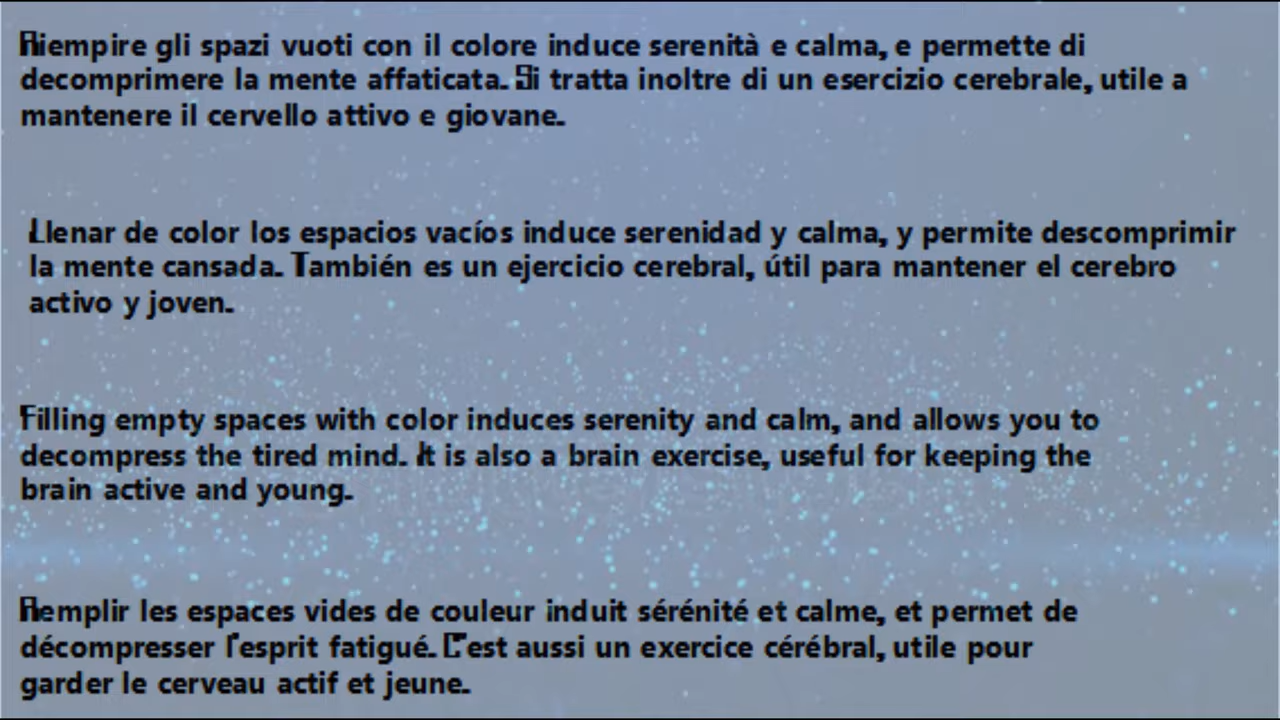 Riempire gli spazi vuoti con il colore induce serenità e calma, e permette di
decomprimere la mente affaticata. Si tratta inoltre di un esercizio cerebrale, utile a
mantenere il cervello attivo e giovane.
Llenar de color los espacios vacíos induce serenidad y calma, y permite descomprimir
la mente cansada. También es un ejercicio cerebral, útil para mantener el cerebro
activo y joven.
Filling empty spaces with color induces serenity and calm, and allows you to
decompress the tired mind. It is also a brain exercise, useful for keeping the
brain active and young.
Remplir les espaces vides de couleur induit sérénité et calme, et permet de
décompresser l'esprit fatigué. C'est aussi un exercice cérébral, utile pour
garder le cerveau actif et jeune.